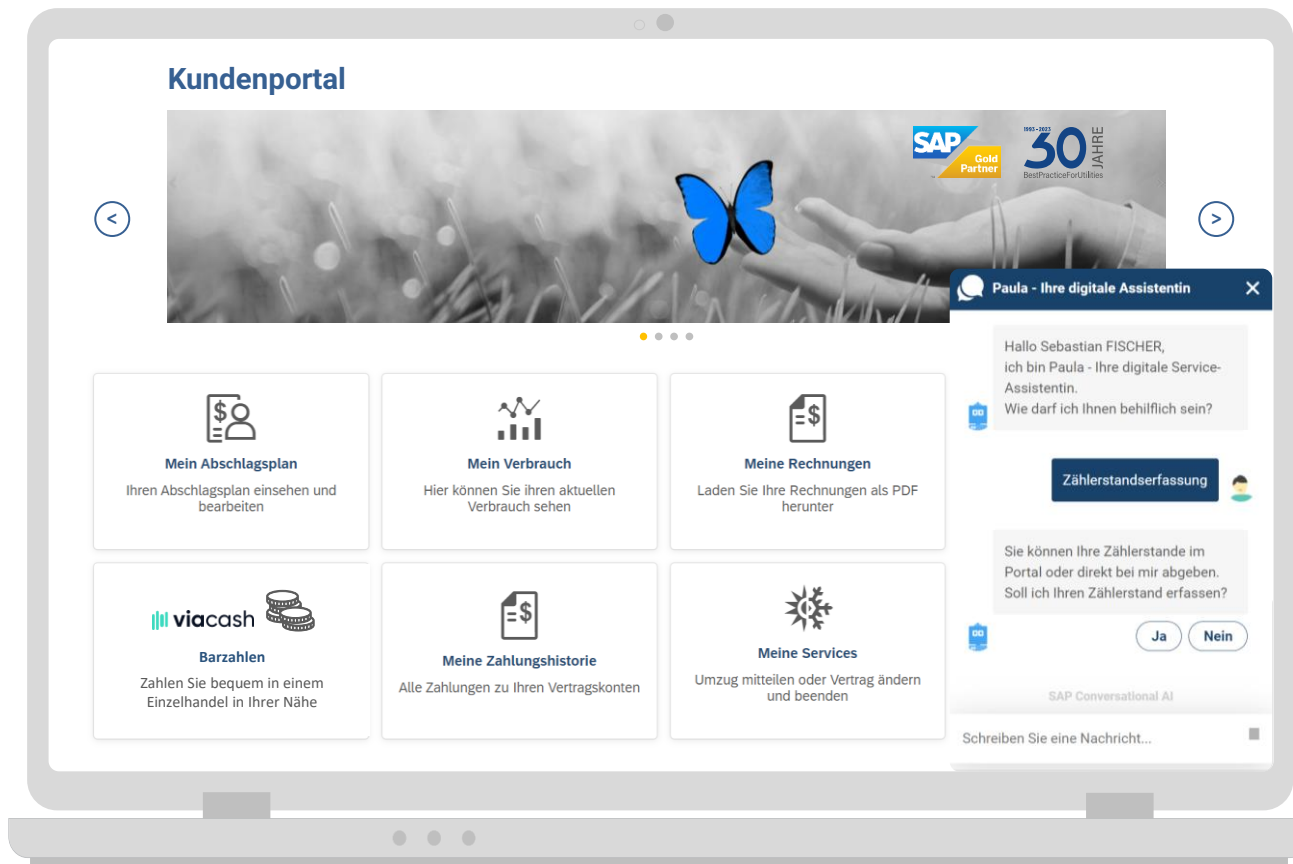 Kundenportal
SAP
Gold
Partner
1993 - 2023
30
JAHRE
BestPracticeForUtilities
<
>
Paula - Ihre digitale Assistentin
Hallo Sebastian FISCHER,
ich bin Paula - Ihre digitale Service-
Assistentin.
Wie darf ich Ihnen behilflich sein?
Zählerstandserfassung
Sie können Ihre Zählerstande im
Portal oder direkt bei mir abgeben.
Soll ich Ihren Zählerstand erfassen?
Ja
Nein
SAP Conversational AI
Schreiben Sie eine Nachricht...
Mein Abschlagsplan
Ihren Abschlagsplan einsehen und
bearbeiten
Mein Verbrauch
Hier können Sie ihren aktuellen
Verbrauch sehen
Meine Rechnungen
Laden Sie Ihre Rechnungen als PDF
herunter
viacash
Barzahlen
Zahlen Sie bequem in einem
Einzelhandel in Ihrer Nähe
Meine Zahlungshistorie
Alle Zahlungen zu Ihren Vertragskonten
Meine Services
Umzug mitteilen oder Vertrag ändern
und beenden